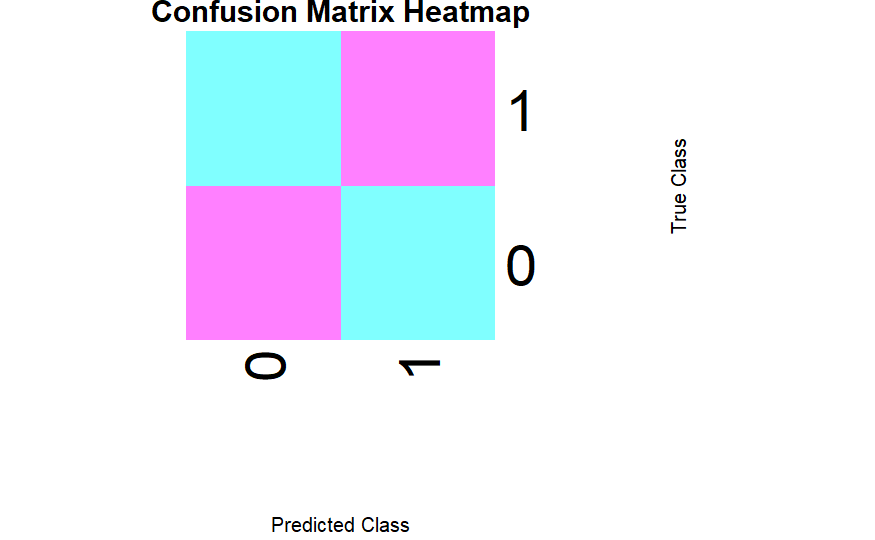 Confusion Matrix Heatmap
1
True Class
0
0
1
Predicted Class